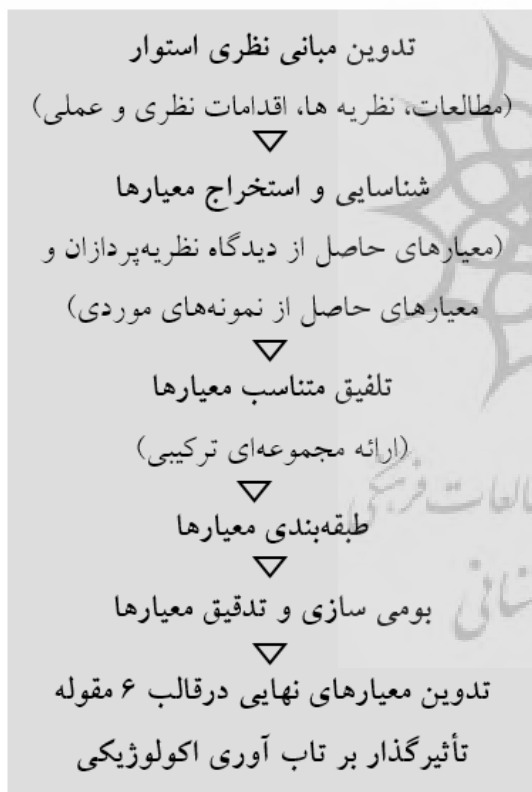 تدوین مبانی نظری استوار
(مطالعات، نظریه ها، اقدامات نظری و عملی)
شناسایی و استخراج معیارها
(معیارهای حاصل از دیدگاه نظریه‌پردازان و
معیارهای حاصل از نمونه‌های موردی)
تلفیق متناسب معیارها
(ارائه مجموعه‌ای ترکیبی)
طبقه‌بندی معیارها
بومی سازی و تدقیق معیارها
تدوین معیارهای نهایی درقالب ۶ مقوله
تأثیرگذار بر تاب آوری اکولوژیکی